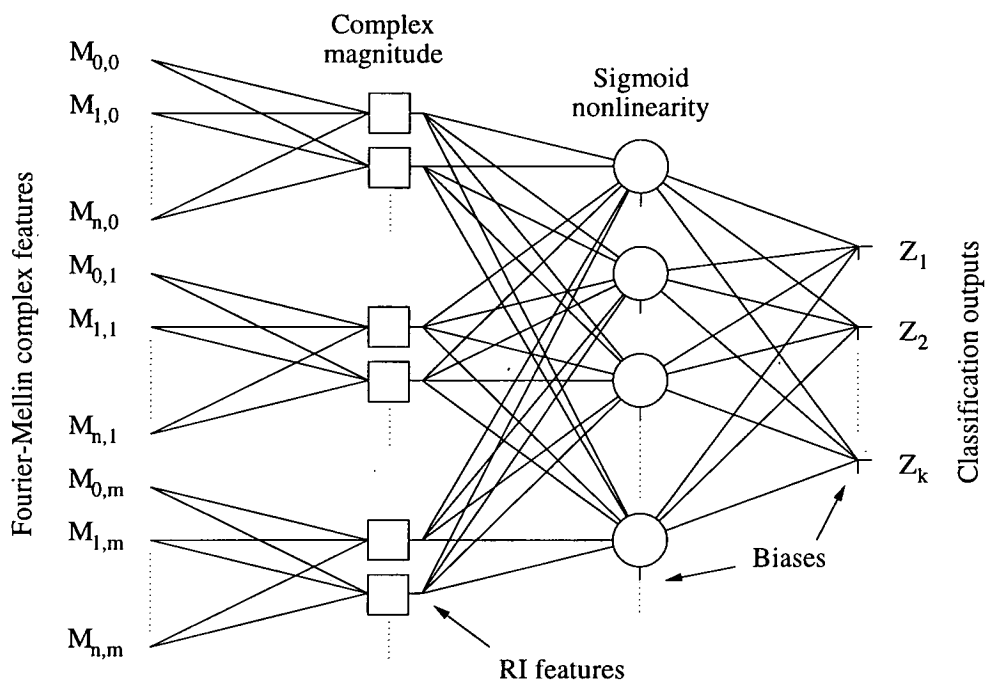 Complex
magnitude
Sigmoid
nonlinearity
Fourier-Mellin complex features
M0,0
M1,0
Mn,0
M0,1
M1,1
Mn,1
M0,m
M1,m
Mn,m
Z1
Z2
Zk
Classification outputs
Biases
RI features